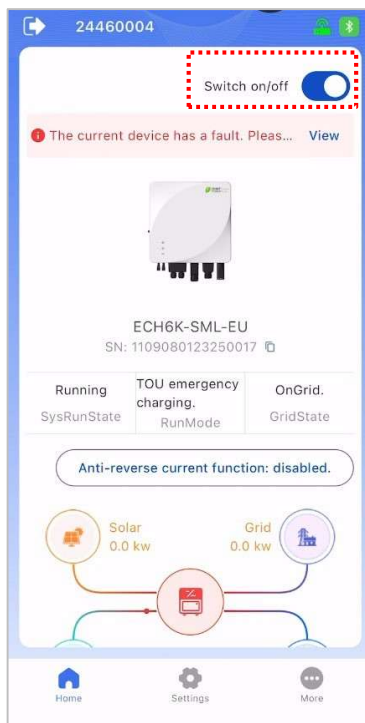 24460004
Switch on/off
The current device has a fault. Pleas... View
ECH6K-SML-EU
SN: 1109080123250017
Running
SysRunState
TOU emergency
charging.
RunMode
OnGrid.
GridState
Anti-reverse current function: disabled.
Solar
0.0 kw
Grid
0.0 kw
Home
Settings
More